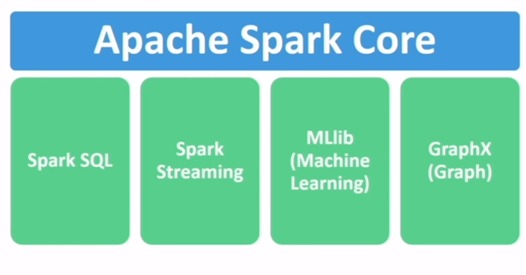 Apache Spark Core
Spark SQL
Spark
Streaming
MLlib
(Machine
Learning)
GraphX
(Graph)